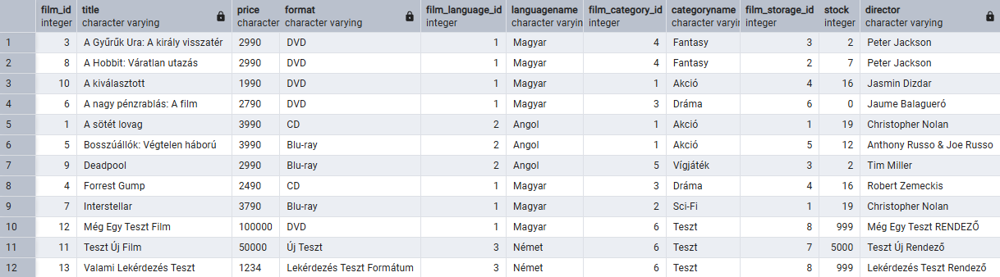 film_id title price format film_language_id languagename film_category_id categoryname film_storage_id stock director
integer character varying character character varying integer character varyin integer character varyin integer integer character varying
1 3 A Gyűrűk Ura: A király visszatér 2990 DVD 1 Magyar 4 Fantasy 3 2 Peter Jackson
2 8 A Hobbit: Váratlan utazás 2990 DVD 1 Magyar 4 Fantasy 2 7 Peter Jackson
3 10 A kiválasztott 1990 DVD 1 Magyar 1 Akció 4 16 Jasmin Dizdar
4 6 A nagy pénzrablás: A film 2790 DVD 1 Magyar 3 Dráma 6 0 Jaume Balagueró
5 1 A sötét lovag 3990 CD 2 Angol 1 Akció 1 19 Christopher Nolan
6 5 Bosszúállók: Végtelen háború 3990 Blu-ray 2 Angol 1 Akció 5 12 Anthony Russo & Joe Russo
7 9 Deadpool 2990 Blu-ray 2 Angol 5 Vígjáték 3 2 Tim Miller
8 4 Forrest Gump 2490 CD 1 Magyar 3 Dráma 4 16 Robert Zemeckis
9 7 Interstellar 3790 Blu-ray 1 Magyar 2 Sci-Fi 1 19 Christopher Nolan
10 12 Még Egy Teszt Film 100000 DVD 1 Magyar 6 Teszt 8 999 Még Egy Teszt RENDEZŐ
11 11 Teszt Új Film 50000 Új Teszt 3 Német 6 Teszt 7 5000 Teszt Új Rendező
12 13 Valami Lekérdezés Teszt 1234 Lekérdezés Teszt Formátum 3 Német 6 Teszt 8 999 Lekérdezés Teszt Rendező